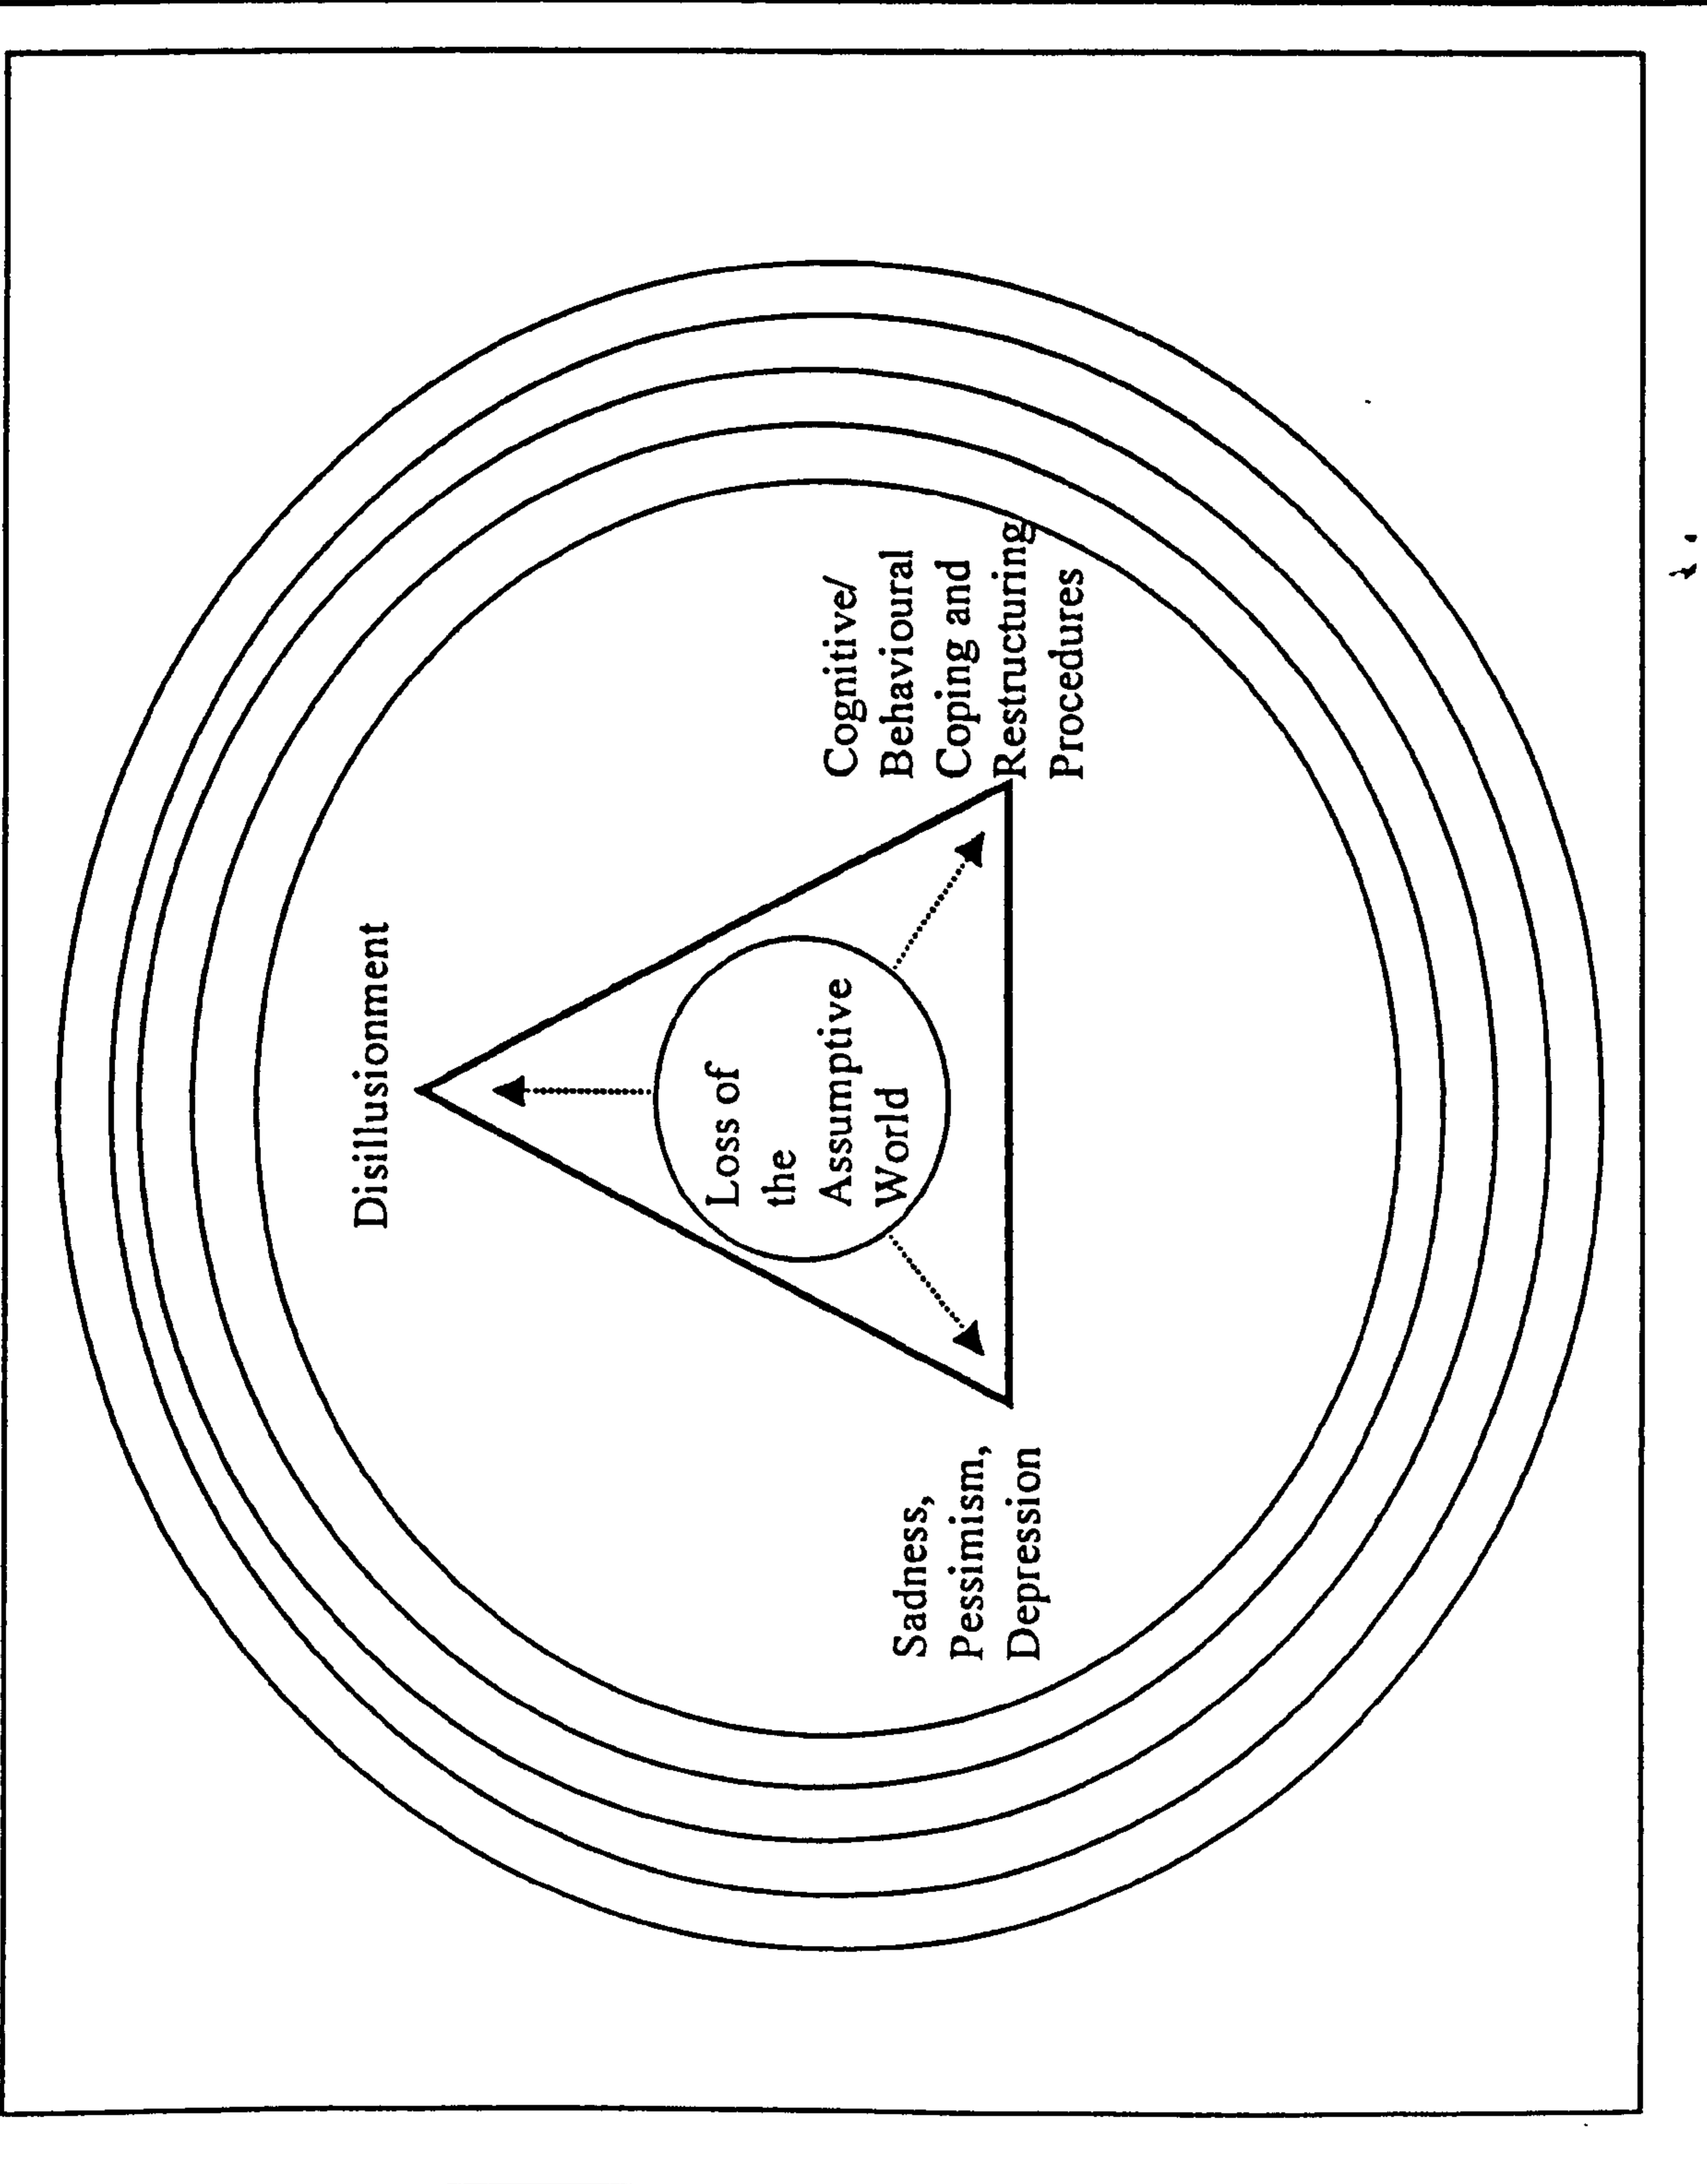 Disillusionment
Loss of
the
Assumptive
World
Sadness,
Pessimism,
Depression
Cognitive/
Behavioural
Coping and
Restructuring
Procedures